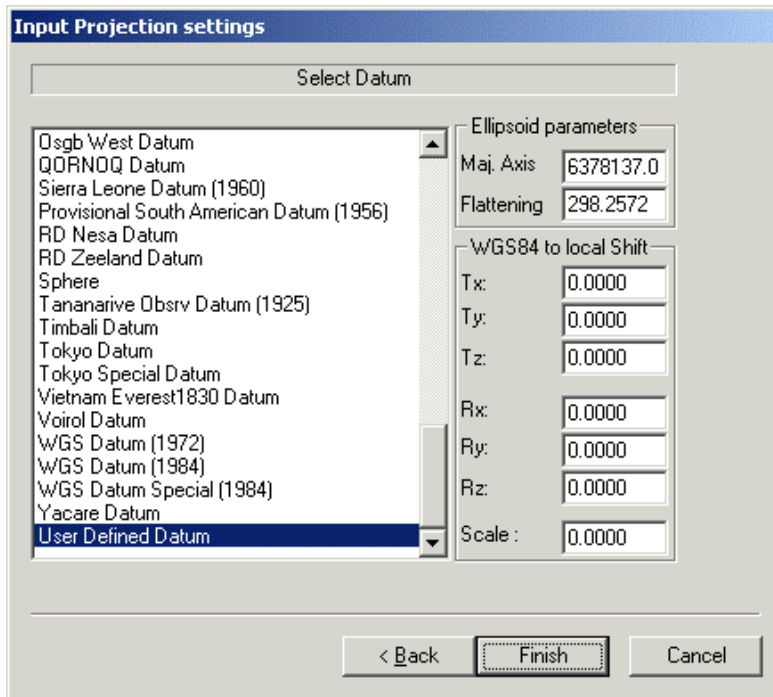 Input Projection settings
Select Datum
Osgb West Datum
QORNOQ Datum
Sierra Leone Datum (1960)
Provisional South American Datum (1956)
RD Nesa Datum
RD Zeeland Datum
Sphere
Tananarive Obsrv Datum (1925)
Timbali Datum
Tokyo Datum
Tokyo Special Datum
Vietnam Everest1830 Datum
Voirol Datum
WGS Datum (1972)
WGS Datum (1984)
WGS Datum Special (1984)
Yacare Datum
User Defined Datum
Ellipsoid parameters
Maj. Axis 6378137.0
Flattening 298.2572
WGS84 to local Shift
Tx: 0.0000
Ty: 0.0000
Tz: 0.0000
Rx: 0.0000
Ry: 0.0000
Rz: 0.0000
Scale : 0.0000
< Back Finish Cancel